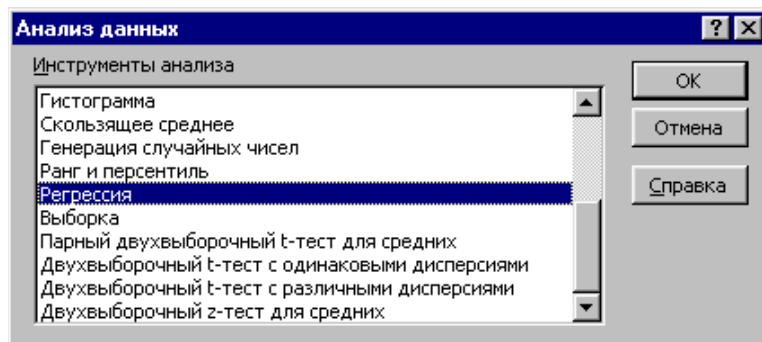 Анализ данных
Инструменты анализа
Гистограмма
Скользящее среднее
Генерация случайных чисел
Ранг и персентиль
Регрессия
Выборка
Парный двухвыборочный t-тест для средних
Двухвыборочный t-тест с одинаковыми дисперсиями
Двухвыборочный t-тест с различными дисперсиями
Двухвыборочный z-тест для средних
OK
Отмена
Справка